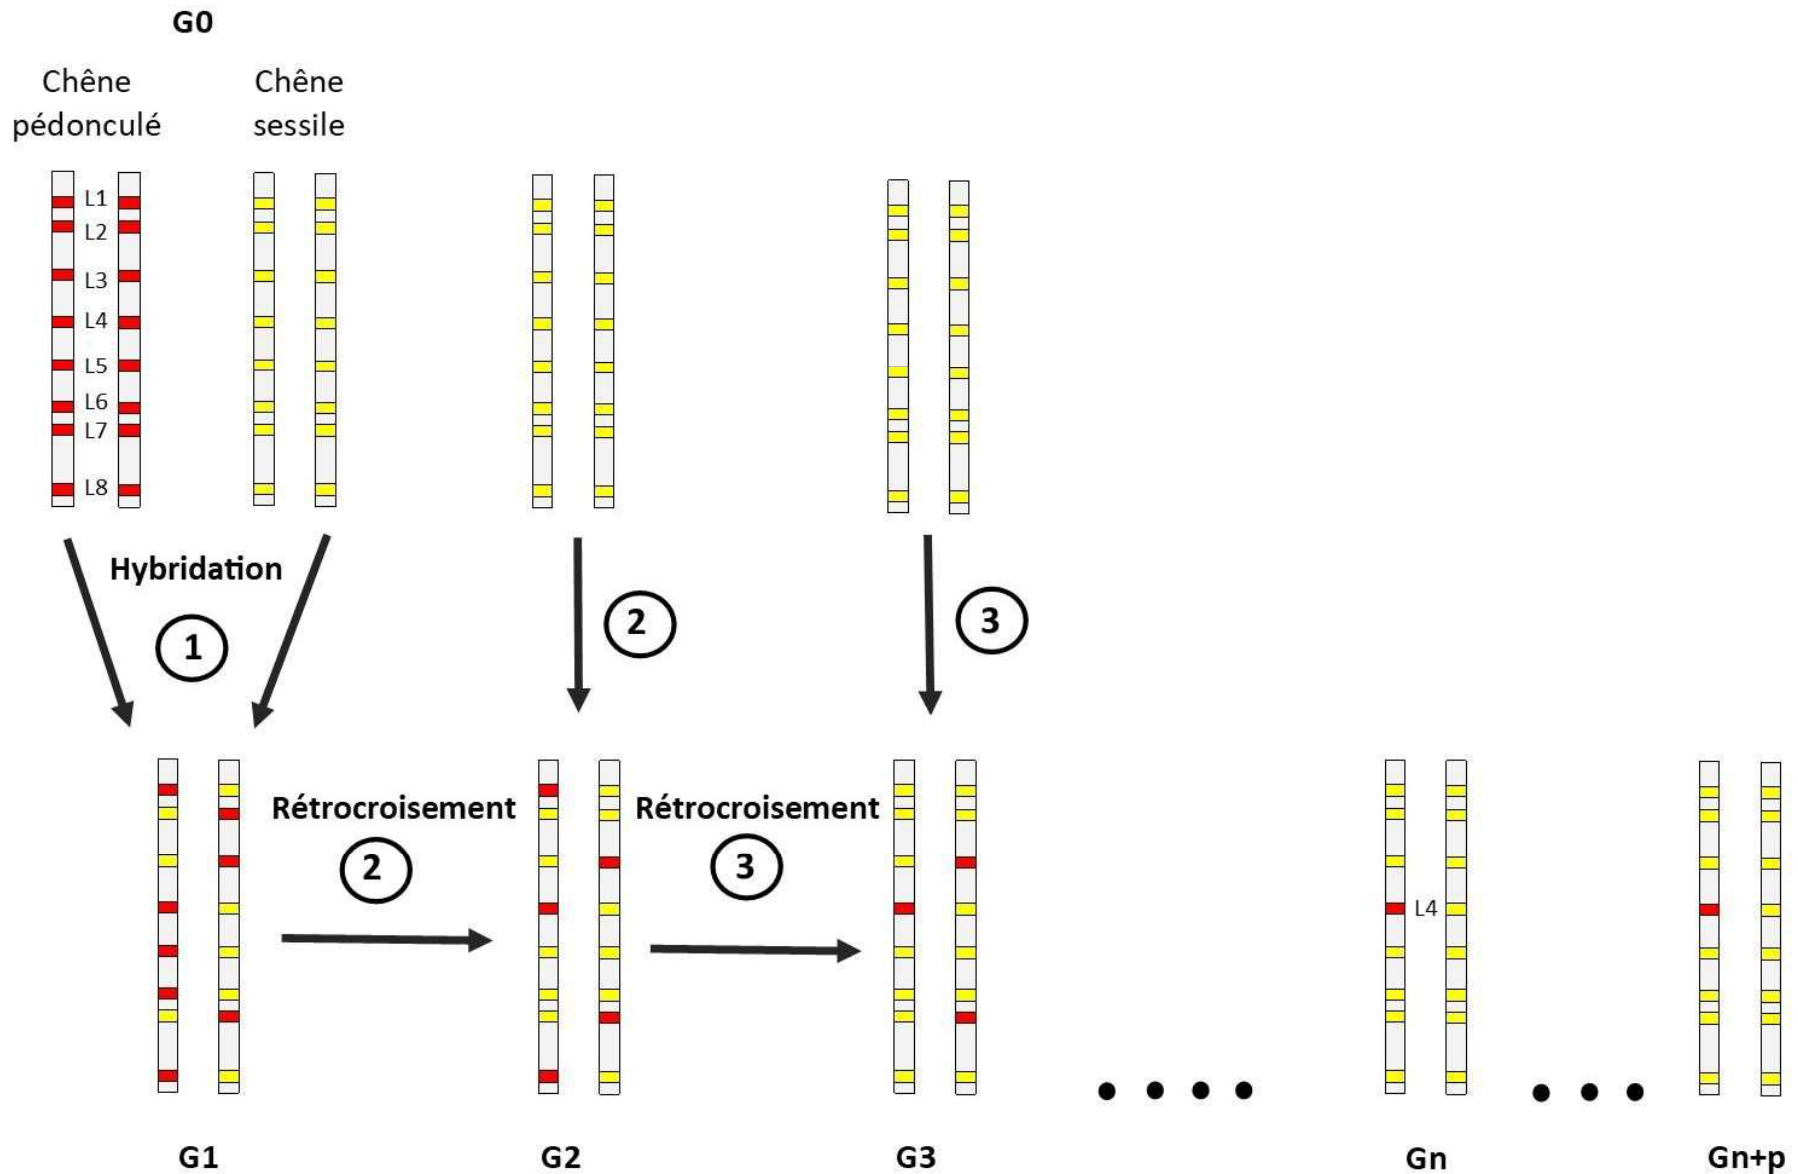 G0
Chêne
pédonculé
Chêne
sessile
L1
L2
L3
L4
L5
L6
L7
L8
Hybridation
1
2
3
Rétrocroisement
2
Rétrocroisement
3
L4
G1
G2
G3
Gn
Gn+p